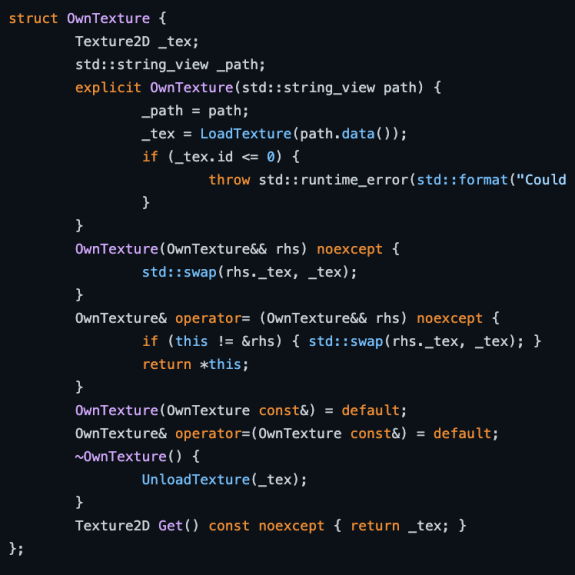 struct OwnTexture {
Texture2D _tex;
std::string_view _path;
explicit OwnTexture(std::string_view path) {
_path = path;
_tex = LoadTexture(path.data());
if (_tex.id <= 0) {
throw std::runtime_error(std::format("Could
}
}
OwnTexture(OwnTexture&& rhs) noexcept {
std::swap(rhs._tex, _tex);
}
OwnTexture& operator= (OwnTexture&& rhs) noexcept {
if (this != &rhs) { std::swap(rhs._tex, _tex); }
return *this;
}
OwnTexture(OwnTexture const&) = default;
OwnTexture& operator=(OwnTexture const&) = default;
~OwnTexture() {
UnloadTexture(_tex);
}
Texture2D Get() const noexcept { return _tex; }
};